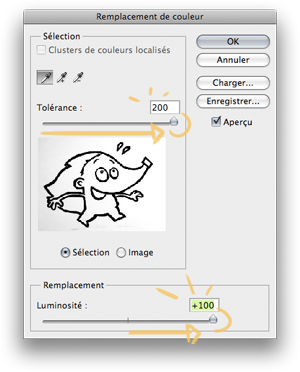 Remplacement de couleur
Sélection
Clusters de couleurs localisés
Tolérance : 200
Sélection Image
OK
Annuler
Charger...
Enregistrer...
Aperçu
Remplacement
Luminosité : +100